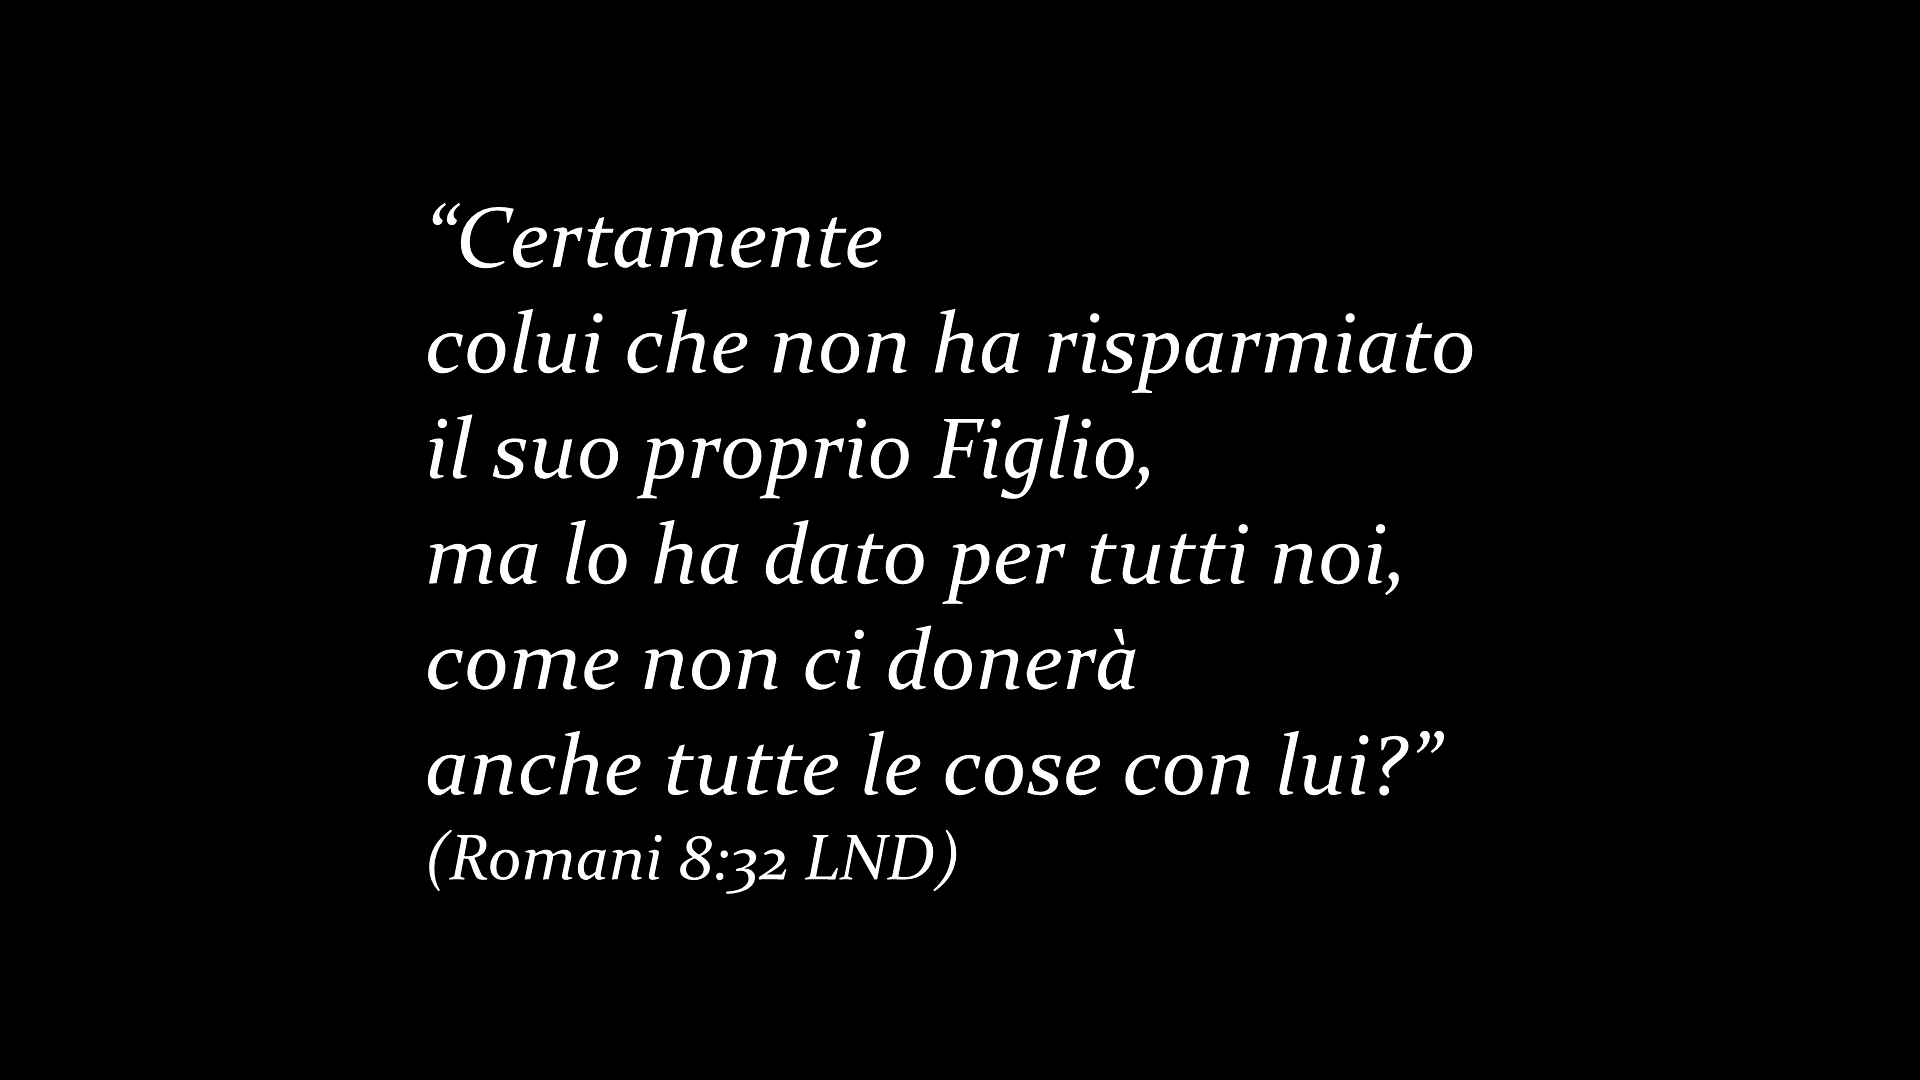 “Certamente
colui che non ha risparmiato
il suo proprio Figlio,
ma lo ha dato per tutti noi,
come non ci donerà
anche tutte le cose con lui?”
(Romani 8:32 LND)